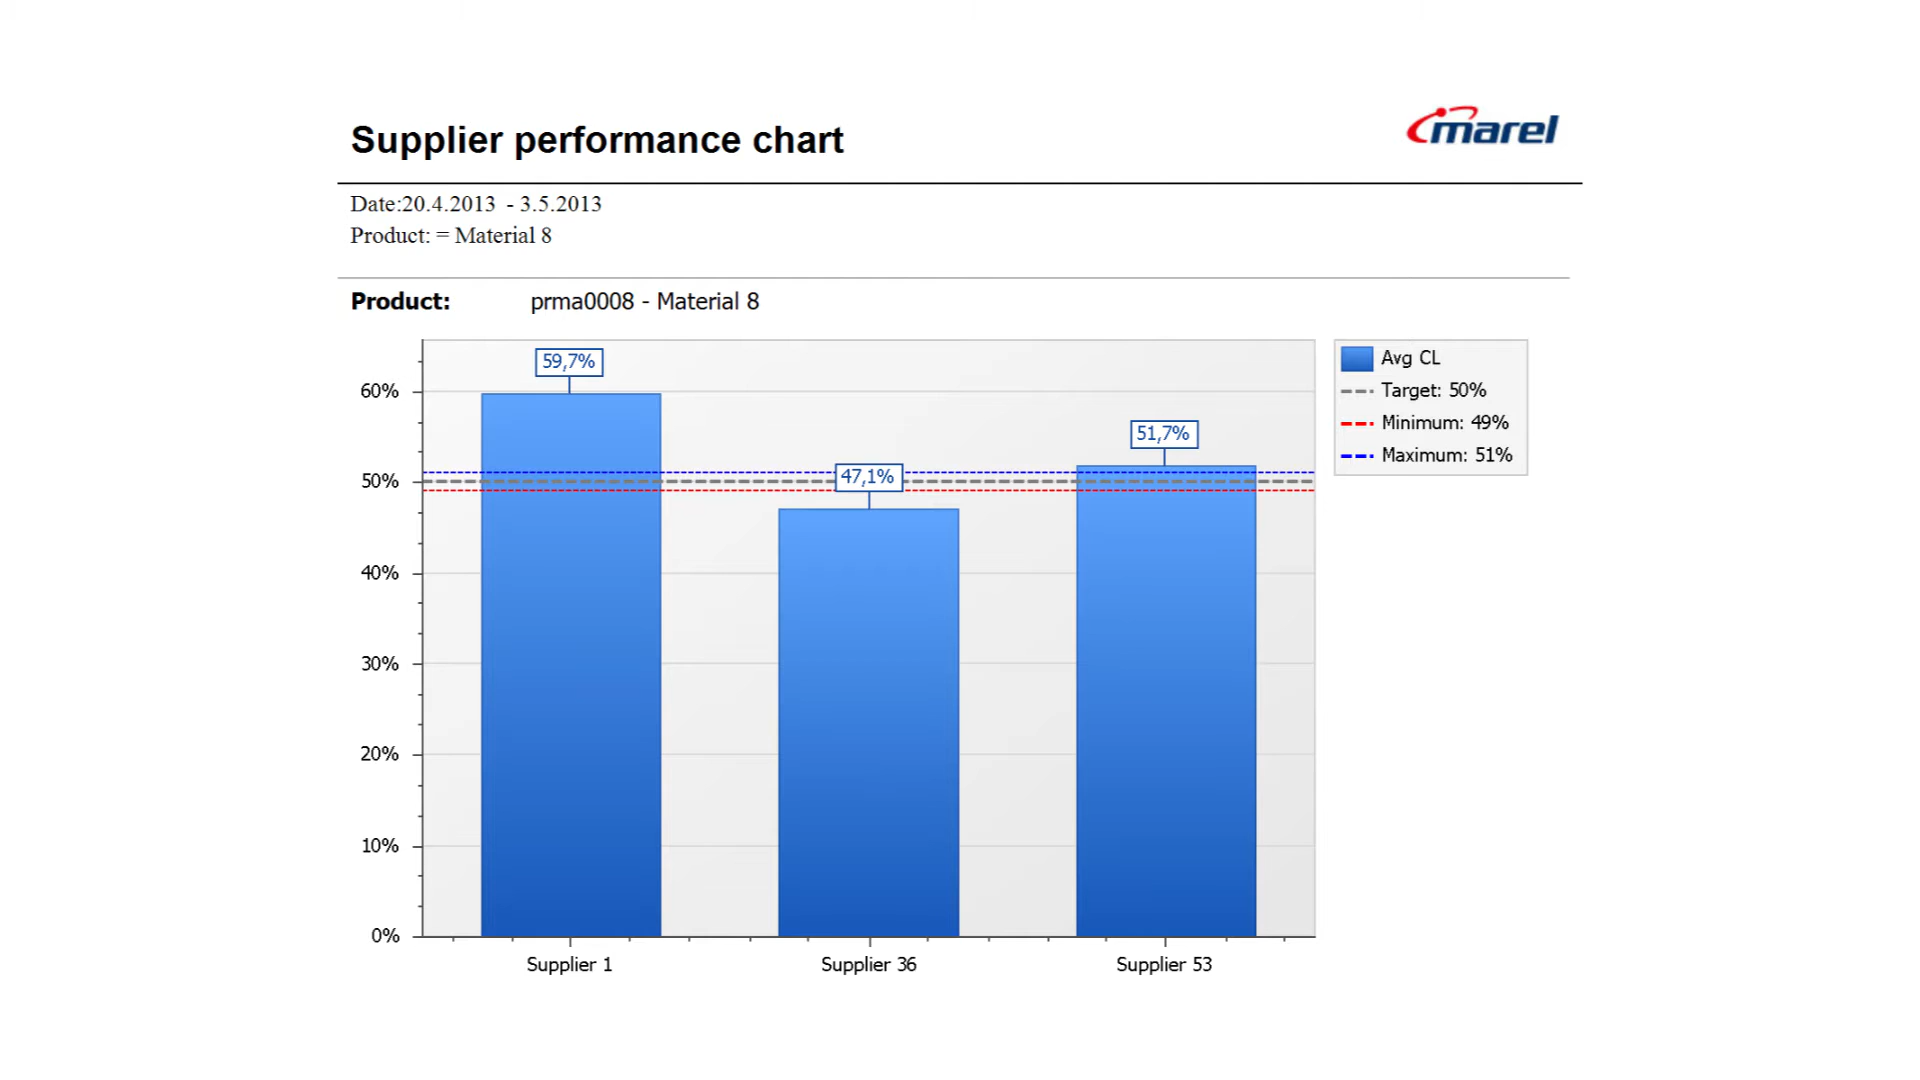 Supplier performance chart
marel
Date:20.4.2013 - 3.5.2013
Product: = Material 8
Product: prma0008 - Material 8
59,7%
47,1%
51,7%
60%
50%
40%
30%
20%
10%
0%
Supplier 1
Supplier 36
Supplier 53
Avg CL
Target: 50%
Minimum: 49%
Maximum: 51%